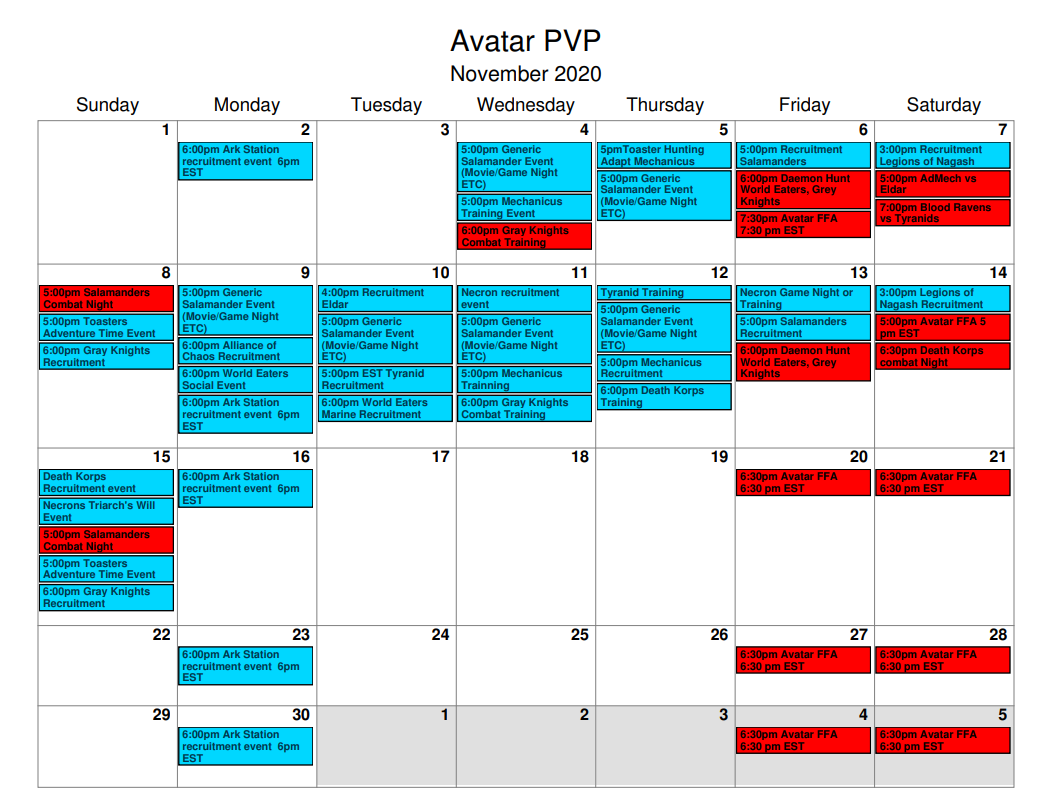 Avatar PVP
November 2020
Sunday Monday Tuesday Wednesday Thursday Friday Saturday
1
2
6:00pm Ark Station
recruitment event 6pm
EST
3
4
5:00pm Generic
Salamander Event
(Movie/Game Night
ETC)
5:00pm Mechanicus
Training Event
6:00pm Gray Knights
Combat Training
5
5pmToaster Hunting
Adapt Mechanicus
5:00pm Generic
Salamander Event
(Movie/Game Night
ETC)
6
5:00pm Recruitment
Salamanders
6:00pm Daemon Hunt
World Eaters, Grey
Knights
7:30pm Avatar FFA
7:30 pm EST
7
3:00pm Recruitment
Legions of Nagash
5:00pm AdMech vs
Eldar
7:00pm Blood Ravens
vs Tyranids
8
5:00pm Salamanders
Combat Night
5:00pm Toasters
Adventure Time Event
6:00pm Gray Knights
Recruitment
9
5:00pm Generic
Salamander Event
(Movie/Game Night
ETC)
6:00pm Alliance of
Chaos Recruitment
6:00pm World Eaters
Social Event
6:00pm Ark Station
recruitment event 6pm
EST
10
4:00pm Recruitment
Eldar
5:00pm Generic
Salamander Event
(Movie/Game Night
ETC)
5:00pm EST Tyranid
Recruitment
6:00pm World Eaters
Marine Recruitment
11
Necron recruitment
event
5:00pm Generic
Salamander Event
(Movie/Game Night
ETC)
5:00pm Mechanicus
Trainning
6:00pm Gray Knights
Combat Training
12
Tyranid Training
5:00pm Generic
Salamander Event
(Movie/Game Night
ETC)
5:00pm Mechanicus
Recruitment
6:00pm Death Korps
Training
13
Necron Game Night or
Training
5:00pm Salamanders
Recruitment
6:00pm Daemon Hunt
World Eaters, Grey
Knights
14
3:00pm Legions of
Nagash Recruitment
5:00pm Avatar FFA 5
pm EST
6:30pm Death Korps
combat Night
15
Death Korps
Recruitment event
Necrons Triarch's Will
Event
5:00pm Salamanders
Combat Night
5:00pm Toasters
Adventure Time Event
6:00pm Gray Knights
Recruitment
16
6:00pm Ark Station
recruitment event 6pm
EST
17
18
19
20
6:30pm Avatar FFA
6:30 pm EST
21
6:30pm Avatar FFA
6:30 pm EST
22
23
6:00pm Ark Station
recruitment event 6pm
EST
24
25
26
27
6:30pm Avatar FFA
6:30 pm EST
28
6:30pm Avatar FFA
6:30 pm EST
29
30
6:00pm Ark Station
recruitment event 6pm
EST
1
2
3
4
6:30pm Avatar FFA
6:30 pm EST
5
6:30pm Avatar FFA
6:30 pm EST